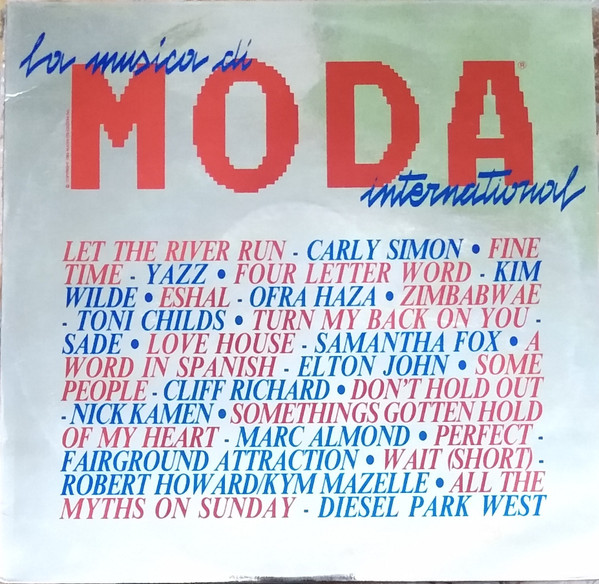 la musica di
MODA®
international
LET THE RIVER RUN - CARLY SIMON • FINE
TIME - YAZZ • FOUR LETTER WORD - KIM
WILDE • ESHAL - OFRA HAZA • ZIMBABWAE
- TONI CHILDS • TURN MY BACK ON YOU -
SADE • LOVE HOUSE - SAMANTHA FOX • A
WORD IN SPANISH - ELTON JOHN • SOME
PEOPLE - CLIFF RICHARD • DON'T HOLD OUT
- NICK KAMEN • SOMETHINGS GOTTEN HOLD
OF MY HEART - MARC ALMOND • PERFECT -
FAIRGROUND ATTRACTION • WAIT (SHORT) -
ROBERT HOWARD/KYM MAZELLE • ALL THE
MYTHS ON SUNDAY - DIESEL PARK WEST